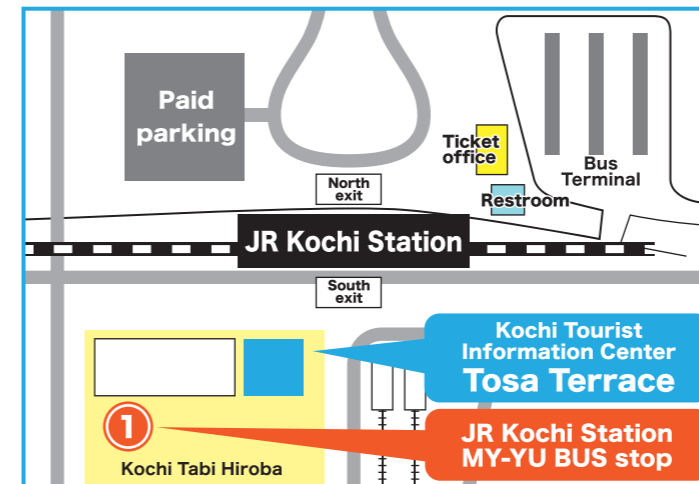 Paid
parking
Ticket
office
Bus
Terminal
North
exit
Restroom
JR Kochi Station
South
exit
Kochi Tourist
Information Center
Tosa Terrace
1
JR Kochi Station
MY-YU BUS stop
Kochi Tabi Hiroba